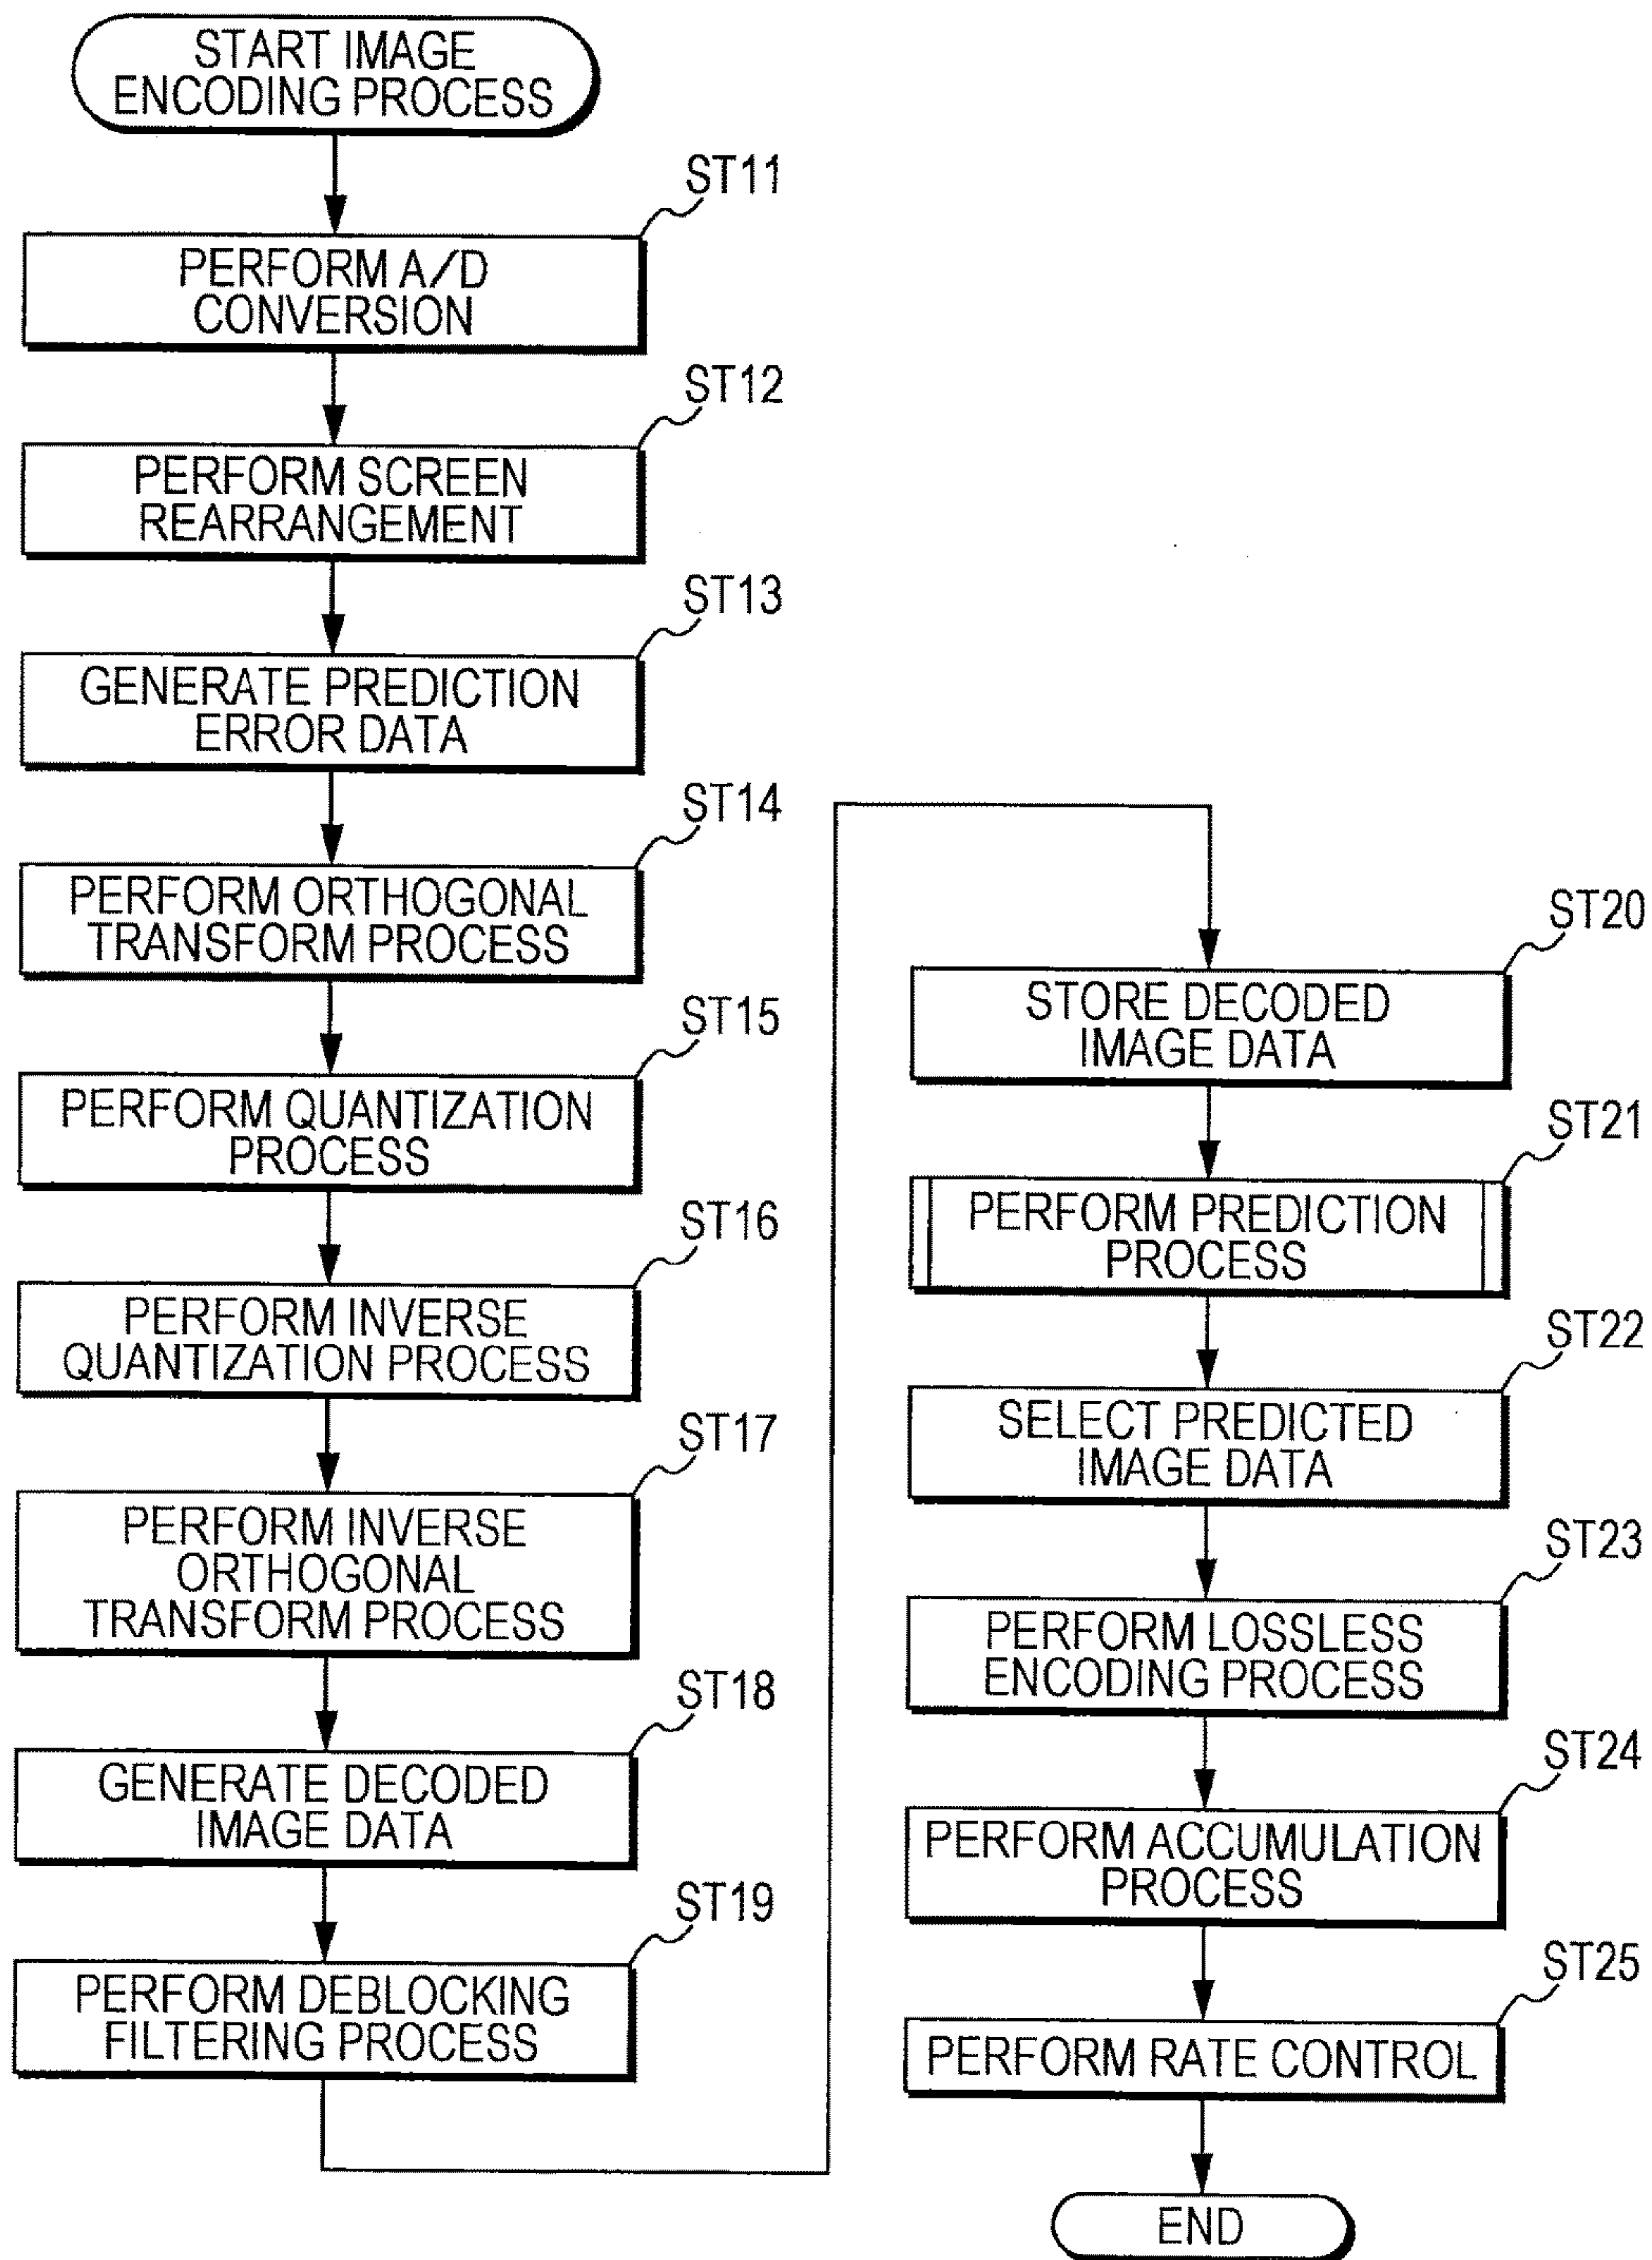 START IMAGE
ENCODING PROCESS
ST11
PERFORM A/D
CONVERSION
ST12
PERFORM SCREEN
REARRANGEMENT
ST13
GENERATE PREDICTION
ERROR DATA
ST14
PERFORM ORTHOGONAL
TRANSFORM PROCESS
ST15
PERFORM QUANTIZATION
PROCESS
ST16
PERFORM INVERSE
QUANTIZATION PROCESS
ST17
PERFORM INVERSE
ORTHOGONAL
TRANSFORM PROCESS
ST18
GENERATE DECODED
IMAGE DATA
ST19
PERFORM DEBLOCKING
FILTERING PROCESS
ST20
STORE DECODED
IMAGE DATA
ST21
PERFORM PREDICTION
PROCESS
ST22
SELECT PREDICTED
IMAGE DATA
ST23
PERFORM LOSSLESS
ENCODING PROCESS
ST24
PERFORM ACCUMULATION
PROCESS
ST25
PERFORM RATE CONTROL
END